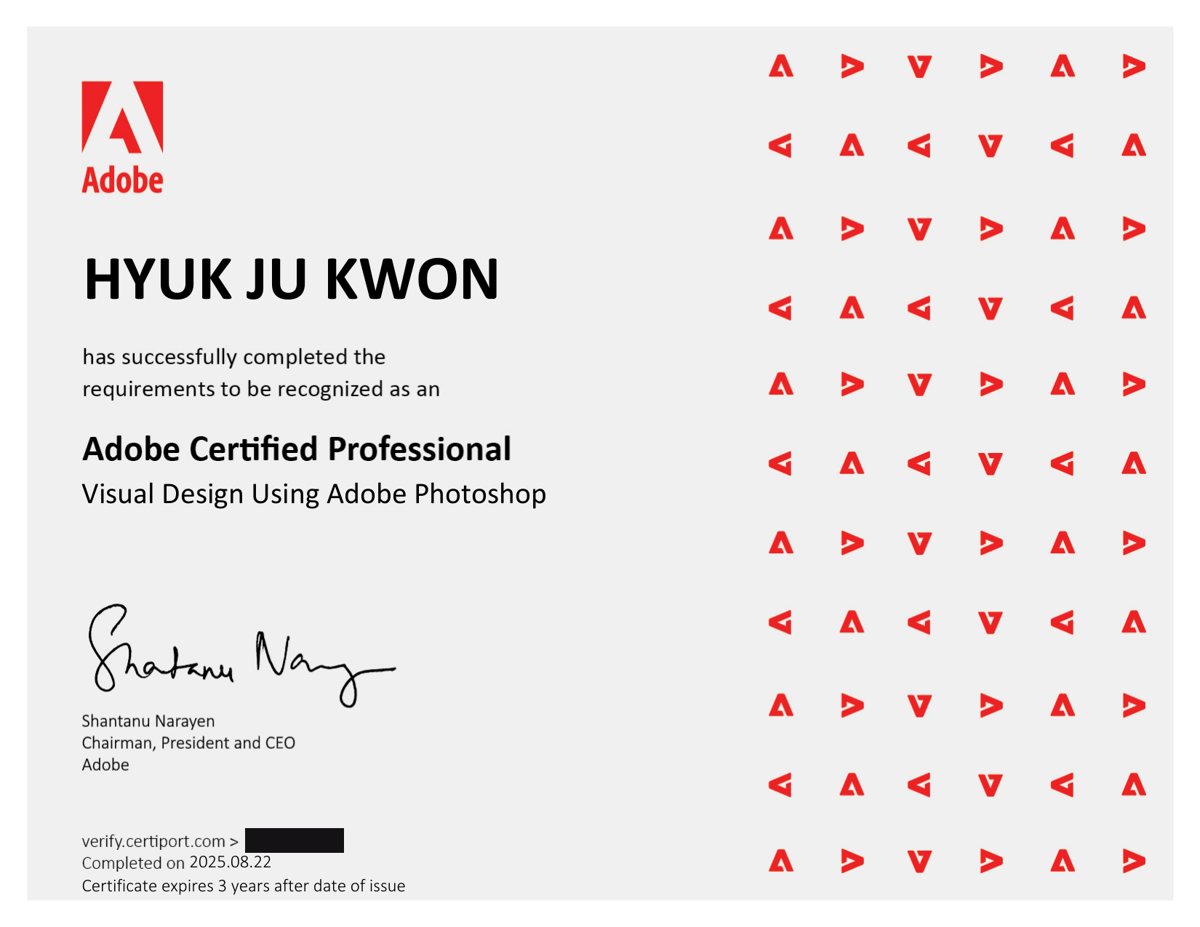 Adobe
HYUK JU KWON
has successfully completed the
requirements to be recognized as an
Adobe Certified Professional
Visual Design Using Adobe Photoshop
Shantanu Narayen
Shantanu Narayen
Chairman, President and CEO
Adobe
verify.certiport.com >
Completed on 2025.08.22
Certificate expires 3 years after date of issue